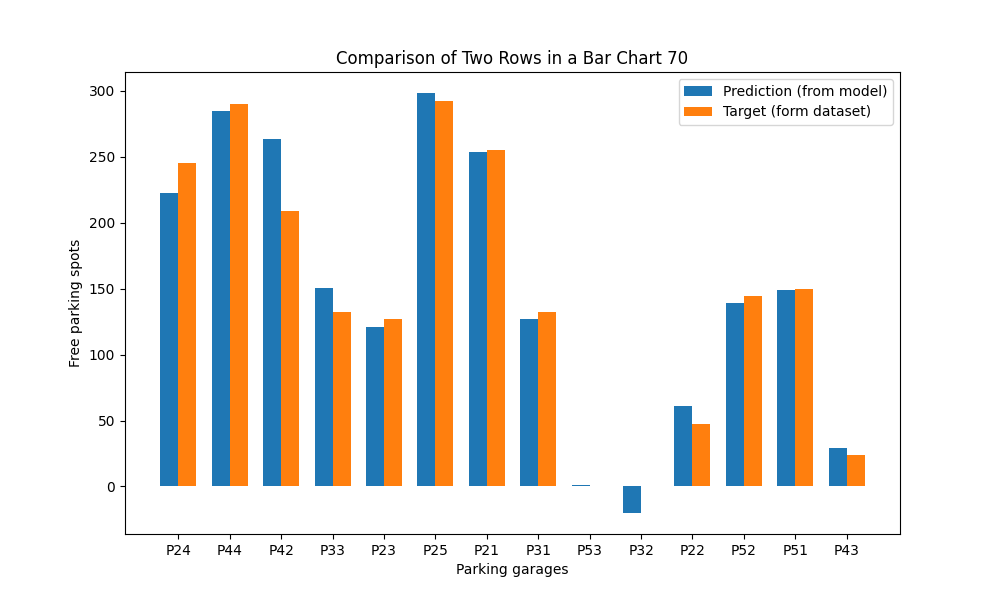 Comparison of Two Rows in a Bar Chart 70
Prediction (from model)
Target (form dataset)
300
250
200
150
100
50
0
Free parking spots
P24 P44 P42 P33 P23 P25 P21 P31 P53 P32 P22 P52 P51 P43
Parking garages